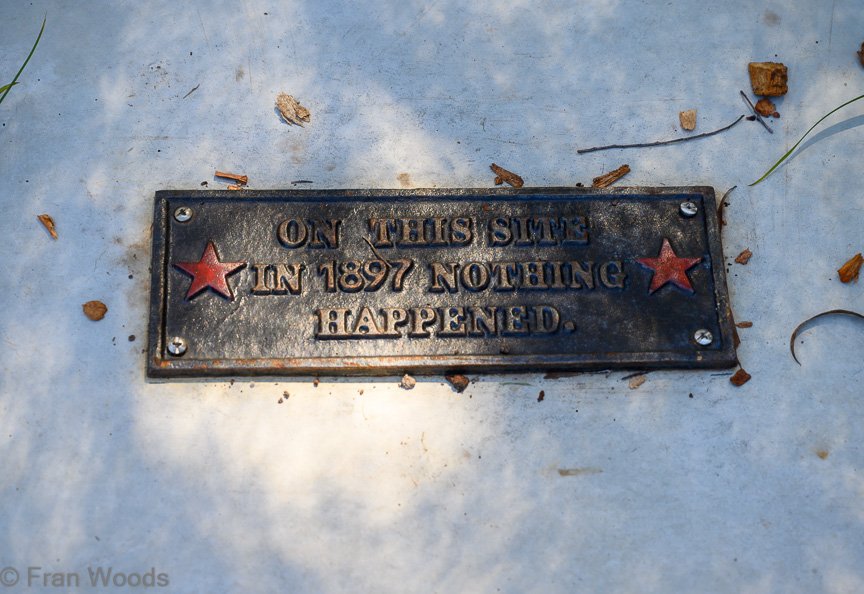 ON THIS SITE
IN 1897 NOTHING
HAPPENED.
© Fran Woods